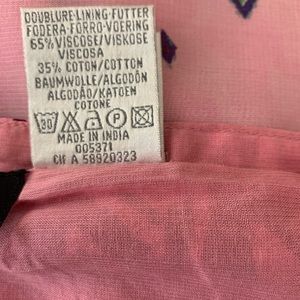 DOUBLURE-LINING-FUTTER
FODERA-FORRO-VOERING
65% VISCOSE/VISKOSE
VISCOSA
35% COTON/COTTON
BAUMWOLLE/ALGODÓN
ALGODÃO/KATOEN
COTONE
30 P
MADE IN INDIA
005371
CIF A 58920323